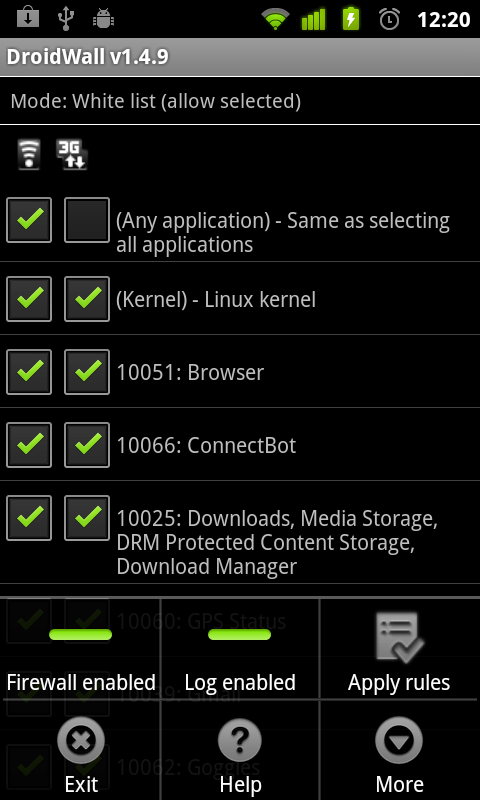 12:20
DroidWall v1.4.9
Mode: White list (allow selected)
3G
(Any application) - Same as selecting
all applications
(Kernel) - Linux kernel
10051: Browser
10066: ConnectBot
10025: Downloads, Media Storage,
DRM Protected Content Storage,
Download Manager
10060: GPS Status
Firewall enabled
Log enabled
Apply rules
10039: Gmail
10062: Goggles
Exit
Help
More